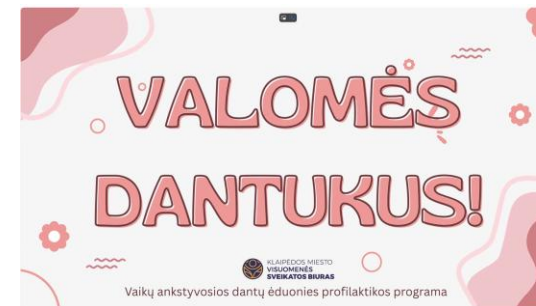 VALOMĖS
DANTUKUS!
KLAIPĖDOS MIESTO
VISUOMENĖS
SVEIKATOS BIURAS
Vaikų ankstyvosios dantų ėduonies profilaktikos programa